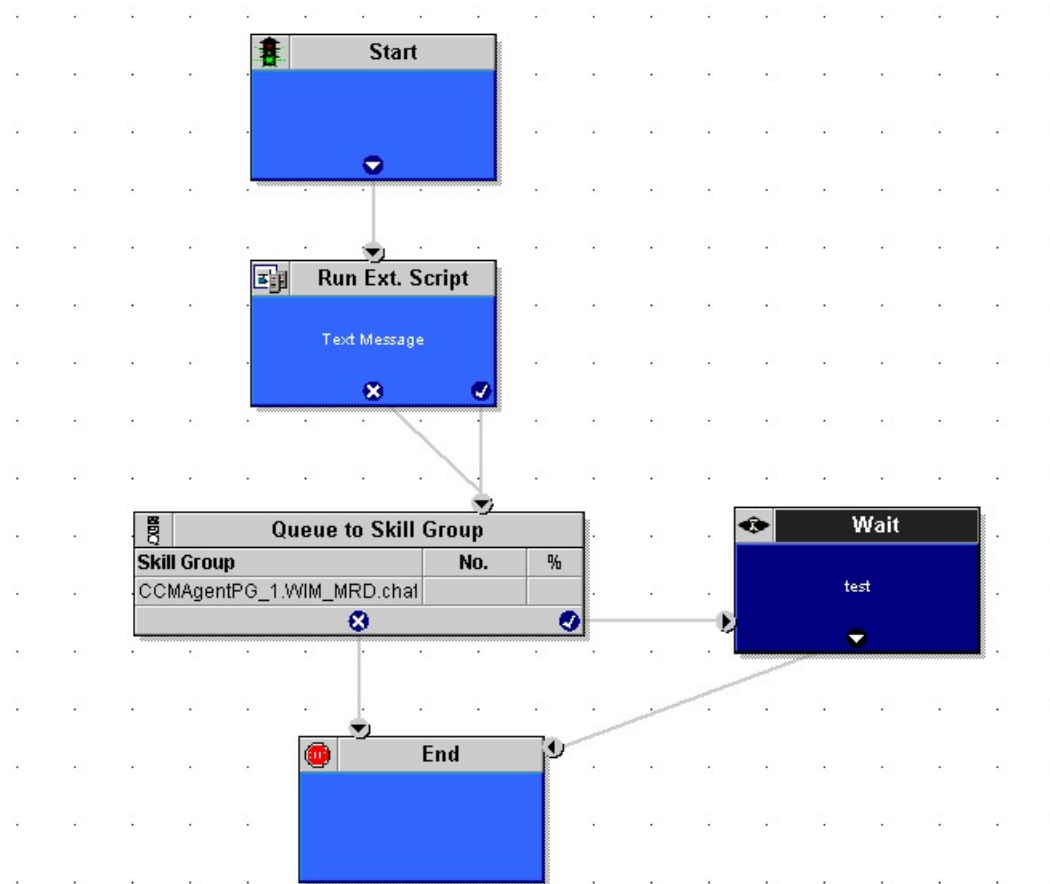 Start
Run Ext. Script
Text Message
Queue to Skill Group
Skill Group No. %
CCMAgentPG_1.WIM_MRD.chat
Wait
test
End